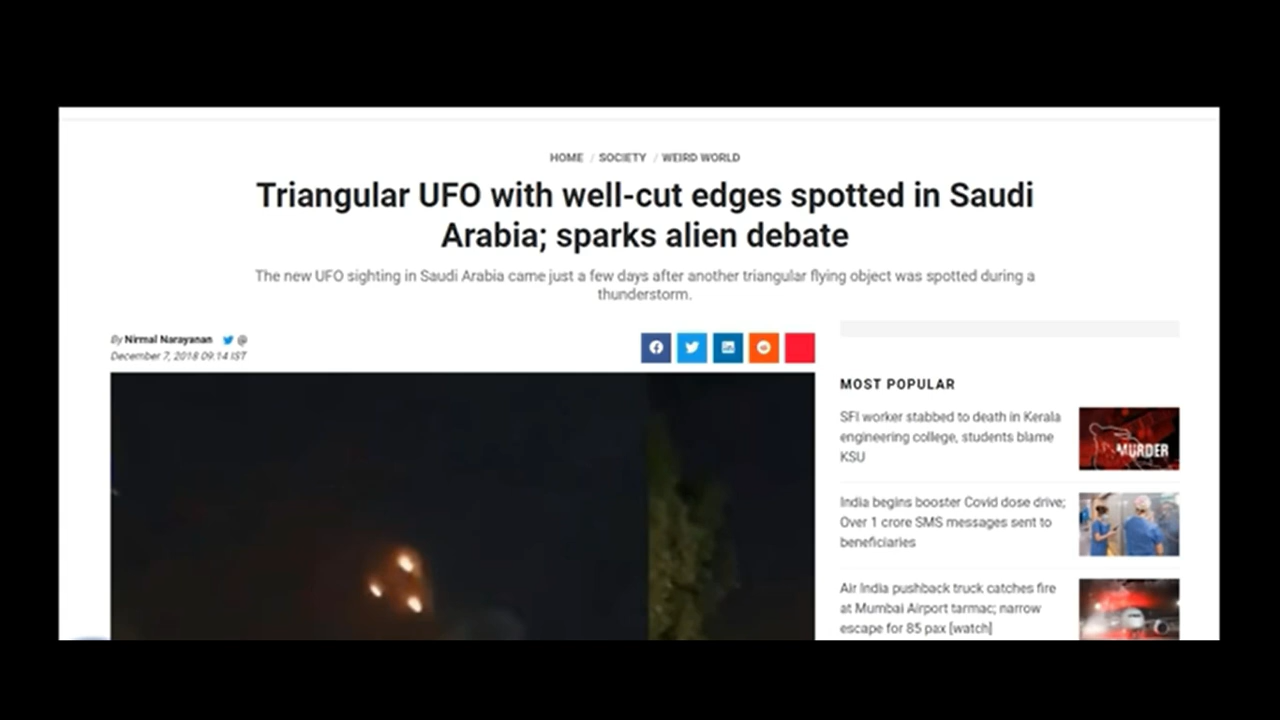 HOME / SOCIETY / WEIRD WORLD
Triangular UFO with well-cut edges spotted in Saudi
Arabia; sparks alien debate
The new UFO sighting in Saudi Arabia came just a few days after another triangular flying object was spotted during a
thunderstorm.
By Nirmal Narayanan @
December 7, 2018 09:14 IST
MOST POPULAR
SFI worker stabbed to death in Kerala
engineering college, students blame
KSU
MURDER
India begins booster Covid dose drive;
Over 1 crore SMS messages sent to
beneficiaries
Air India pushback truck catches fire
at Mumbai Airport tarmac; narrow
escape for 85 pax [watch]